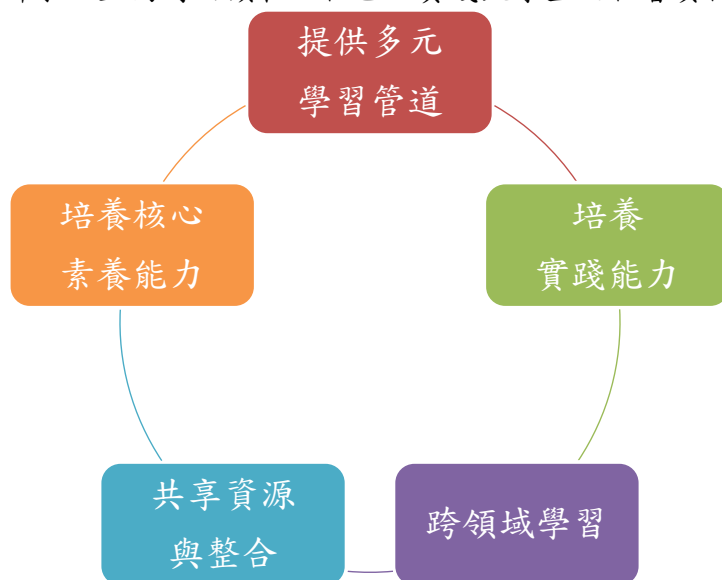 提供多元
學習管道
培養
實踐能力
跨領域學習
共享資源
與整合
培養核心
素養能力